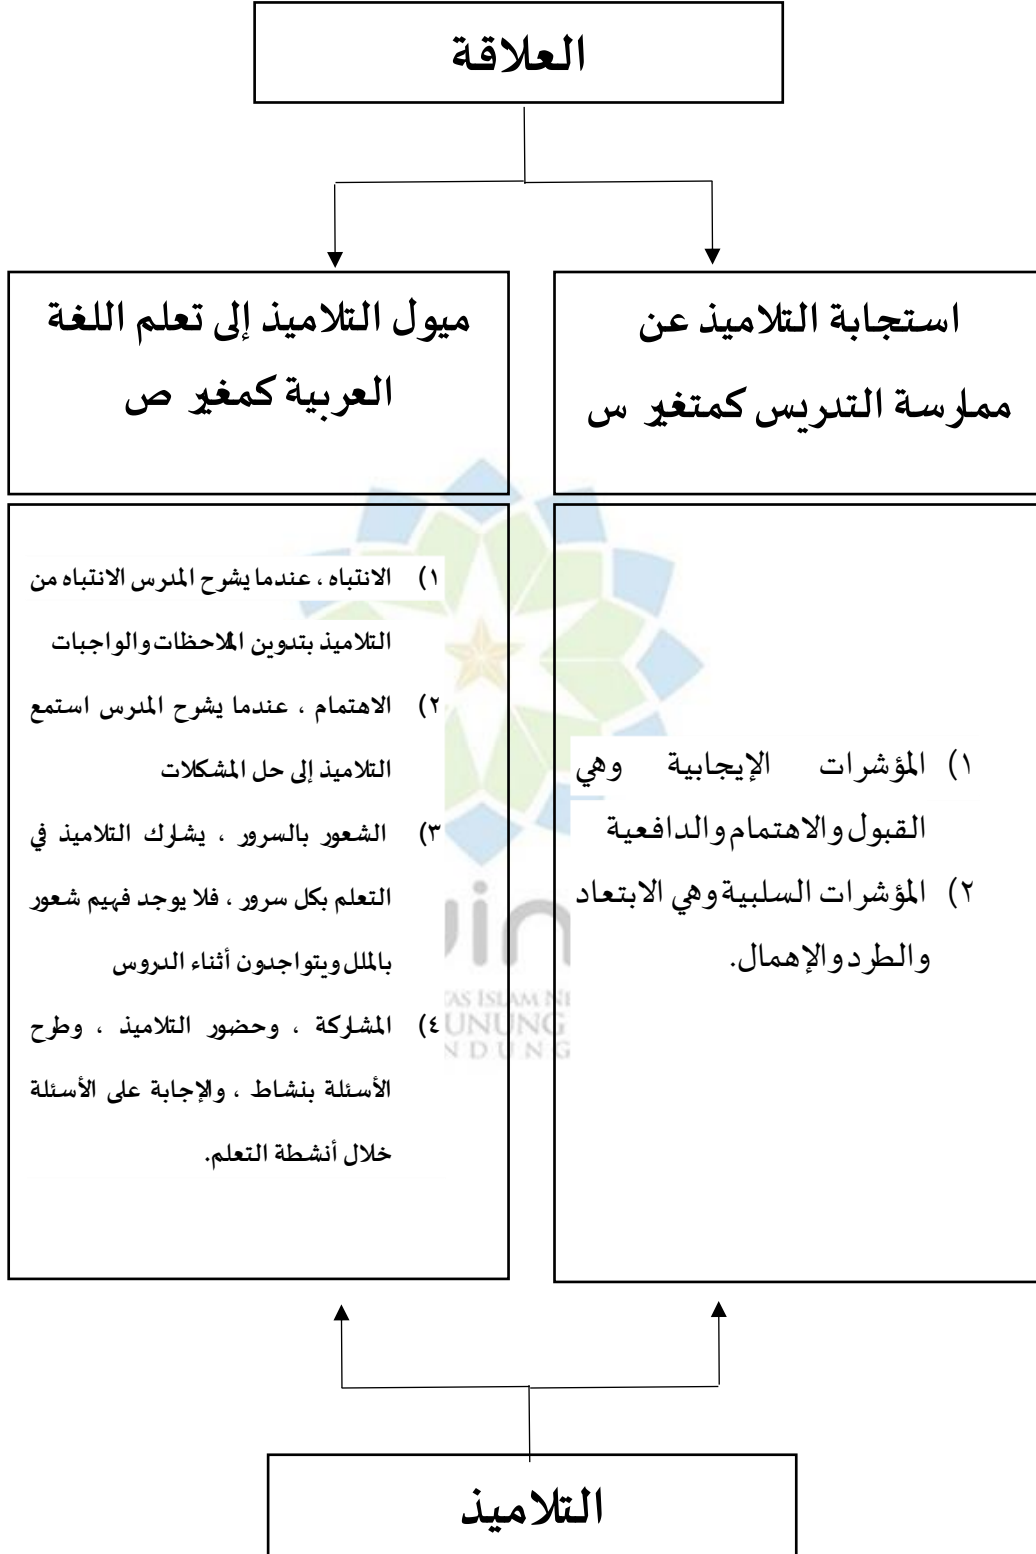 العلاقة
استجابة التلاميذ عن
ممارسة التدريس كمتغير س
ميول التلاميذ إلى تعلم اللغة
العربية كمغير ص
١) المؤشرات الإيجابية وهي
القبول والاهتمام والدافعية
٢) المؤشرات السلبية وهي الابتعاد
والطرد والإهمال.
١) الانتباه ، عندما يشرح المدرس الانتباه من
التلاميذ بتدوين الملاحظات والواجبات
٢) الاهتمام ، عندما يشرح المدرس استمع
التلاميذ إلى حل المشكلات
٣) الشعور بالسرور ، يشارك التلاميذ في
التعلم بكل سرور ، فلا يوجد فهيم شعور
بالملل ويتواجدون أثناء الدروس
٤) المشاركة ، وحضور التلاميذ ، وطرح
الأسئلة بنشاط ، والإجابة على الأسئلة
خلال أنشطة التعلم.
التلاميذ